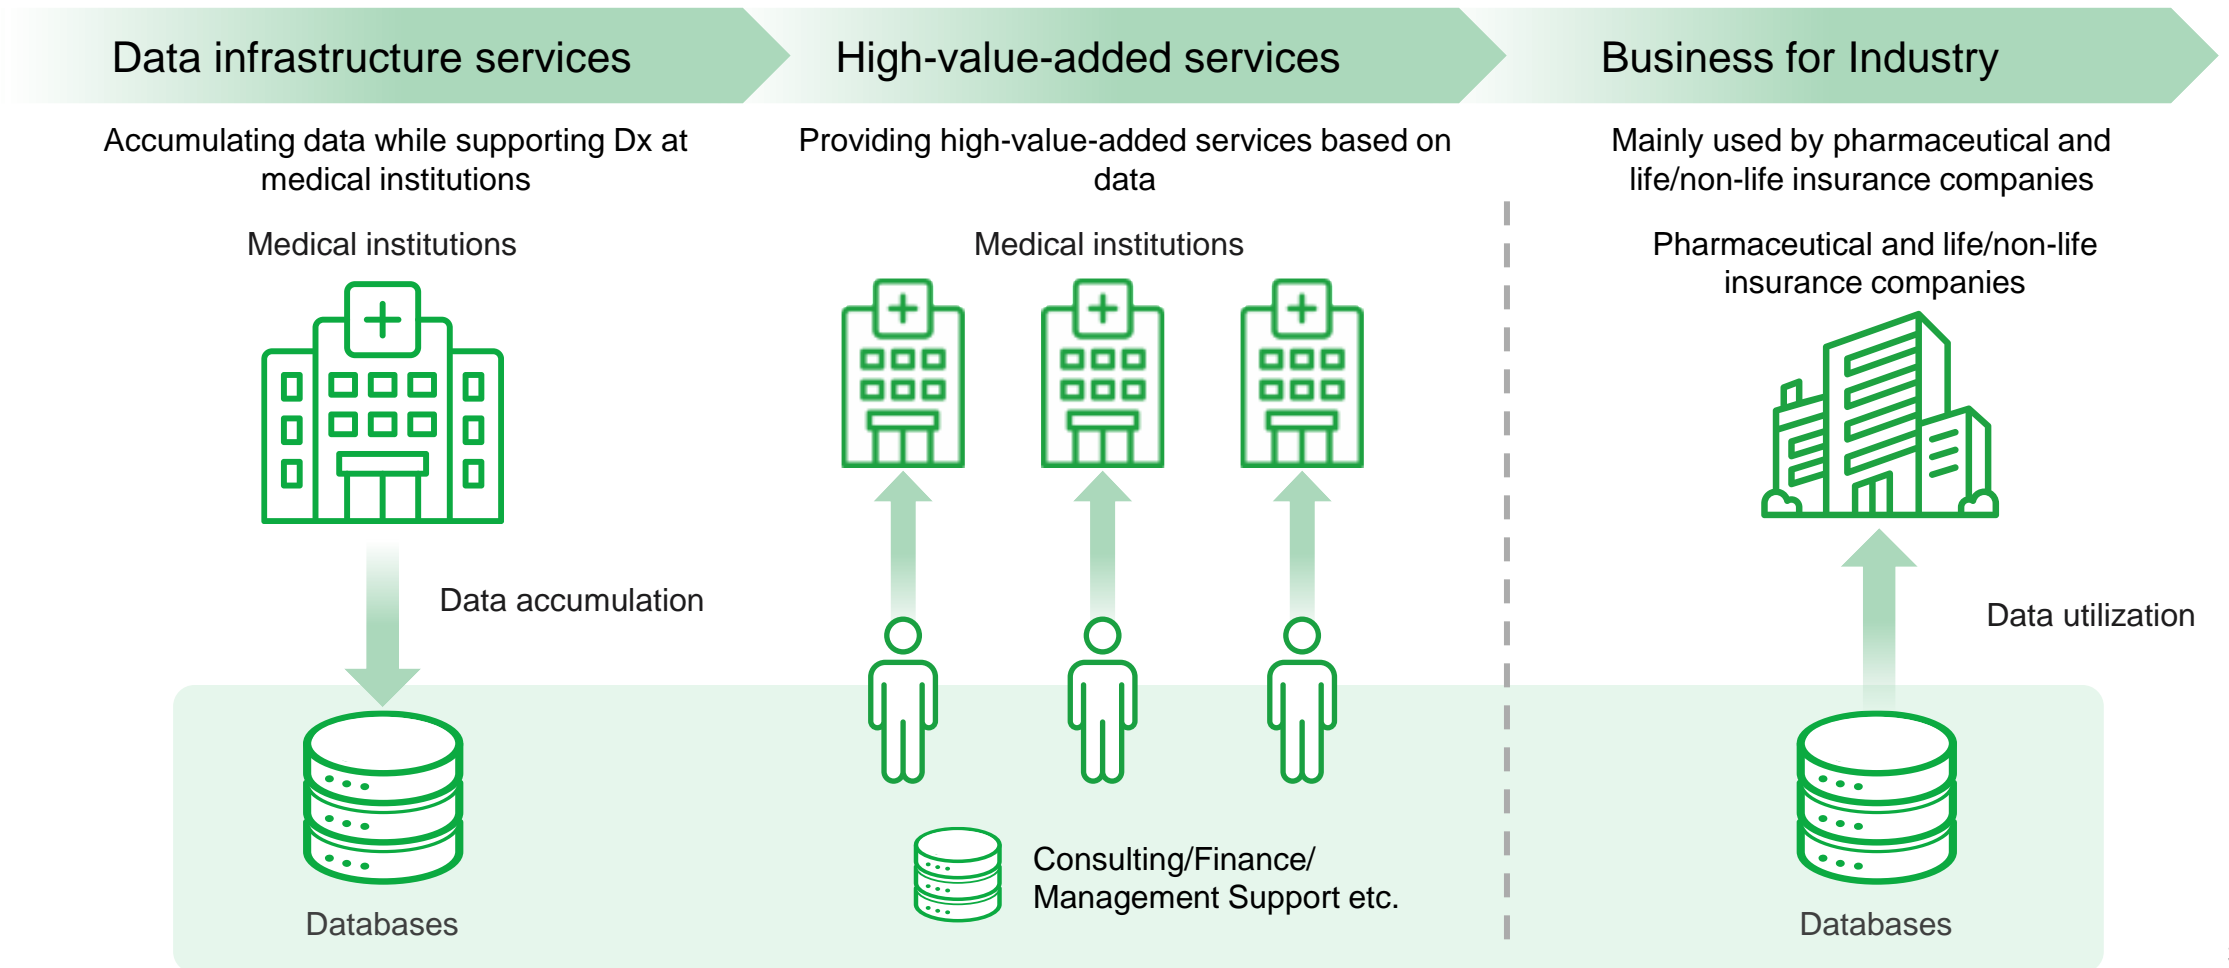 Data infrastructure services
High-value-added services
Business for Industry
Accumulating data while supporting Dx at
medical institutions
Providing high-value-added services based on
data
Mainly used by pharmaceutical and
life/non-life insurance companies
Medical institutions
Medical institutions
Pharmaceutical and life/non-life
insurance companies
Data accumulation
Data utilization
Consulting/Finance/
Management Support etc.
Databases
Databases